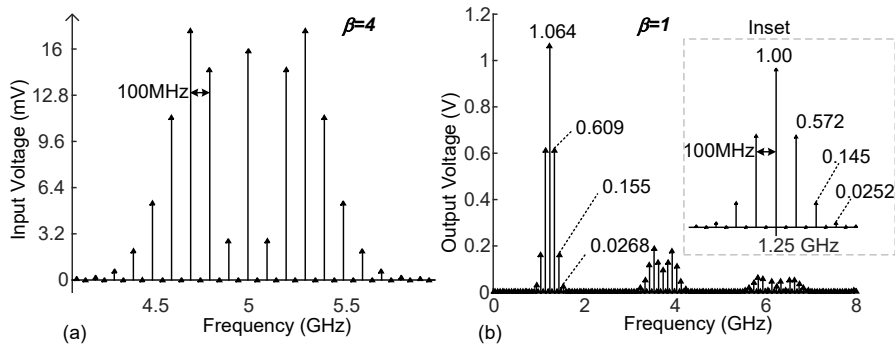 β=4
16
12.8
9.6
6.4
3.2
0
Input Voltage (mV)
100MHz
4.5
5
5.5
Frequency (GHz)
(a)
β=1
1.2
1.0
0.8
0.6
0.4
0.2
0
Output Voltage (V)
1.064
0.609
0.155
0.0268
0
2
4
6
8
Frequency (GHz)
(b)
Inset
1.00
0.572
100MHz
0.145
0.0252
1.25 GHz